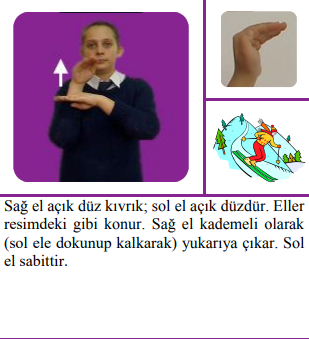 Sağ el açık düz kıvrık; sol el açık düzdür. Eller
resimdeki gibi konur. Sağ el kademeli olarak
(sol ele dokunup kalkarak) yukarıya çıkar. Sol
el sabittir.